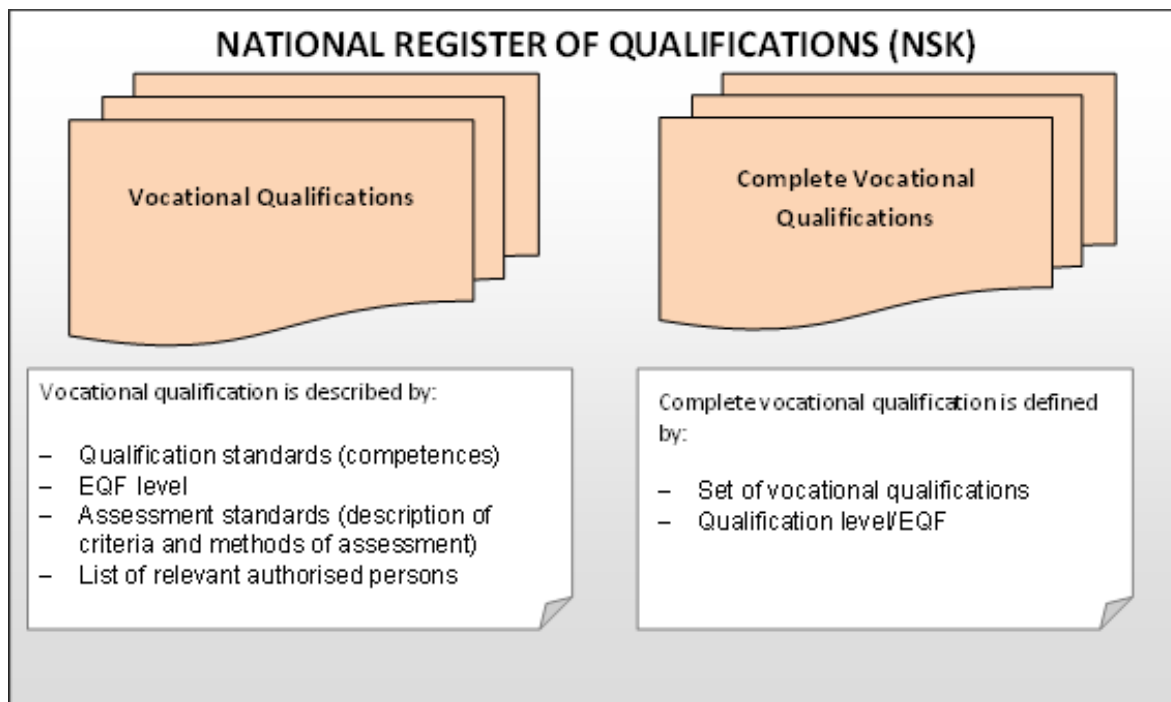 NATIONAL REGISTER OF QUALIFICATIONS (NSK)
Vocational Qualifications
Complete Vocational
Qualifications
Vocational qualification is described by:
– Qualification standards (competences)
– EQF level
– Assessment standards (description of
criteria and methods of assessment)
– List of relevant authorised persons
Complete vocational qualification is defined
by:
– Set of vocational qualifications
– Qualification level/EQF